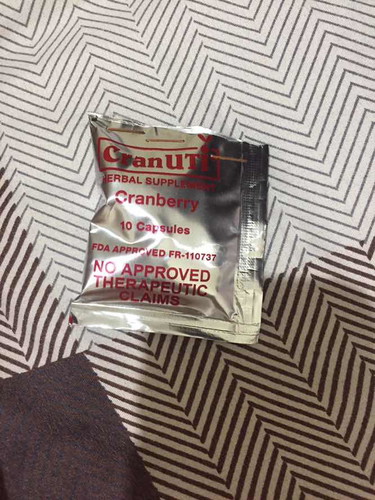 CranUTI
HERBAL SUPPLEMENT
Cranberry
10 Capsules
FDA APPROVED FR-110737
NO APPROVED
THERAPEUTIC
CLAIMS